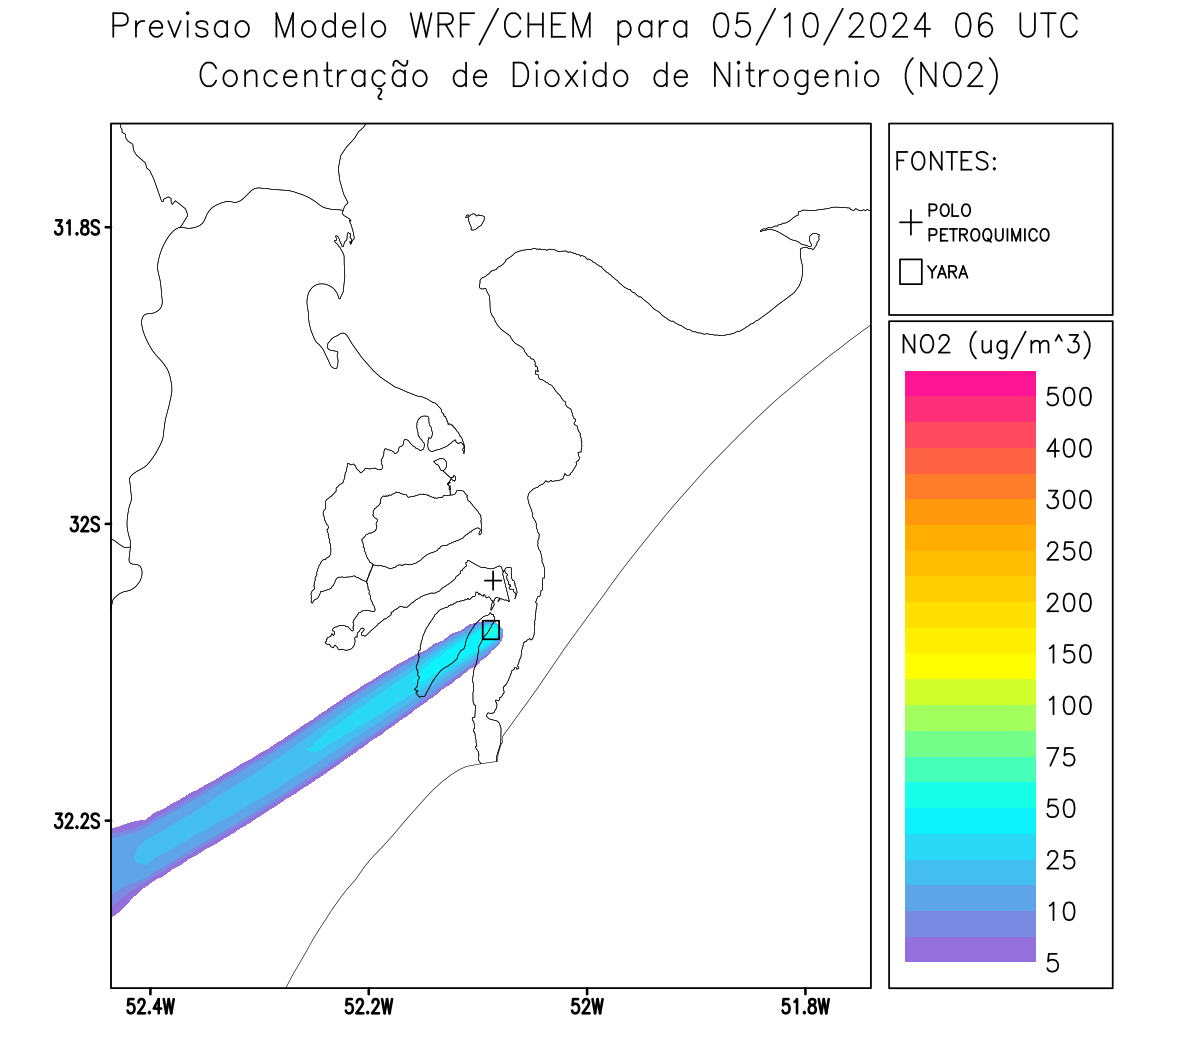 Previsao Modelo WRF/CHEM para 05/10/2024 06 UTC
Concentração de Dioxido de Nitrogenio (NO2)
FONTES:
POLO
PETROQUIMICO
YARA
31.8S
32S
32.2S
52.4W
52.2W
52W
51.8W
NO2 (ug/m^3)
500
400
300
250
200
150
100
75
50
25
10
5